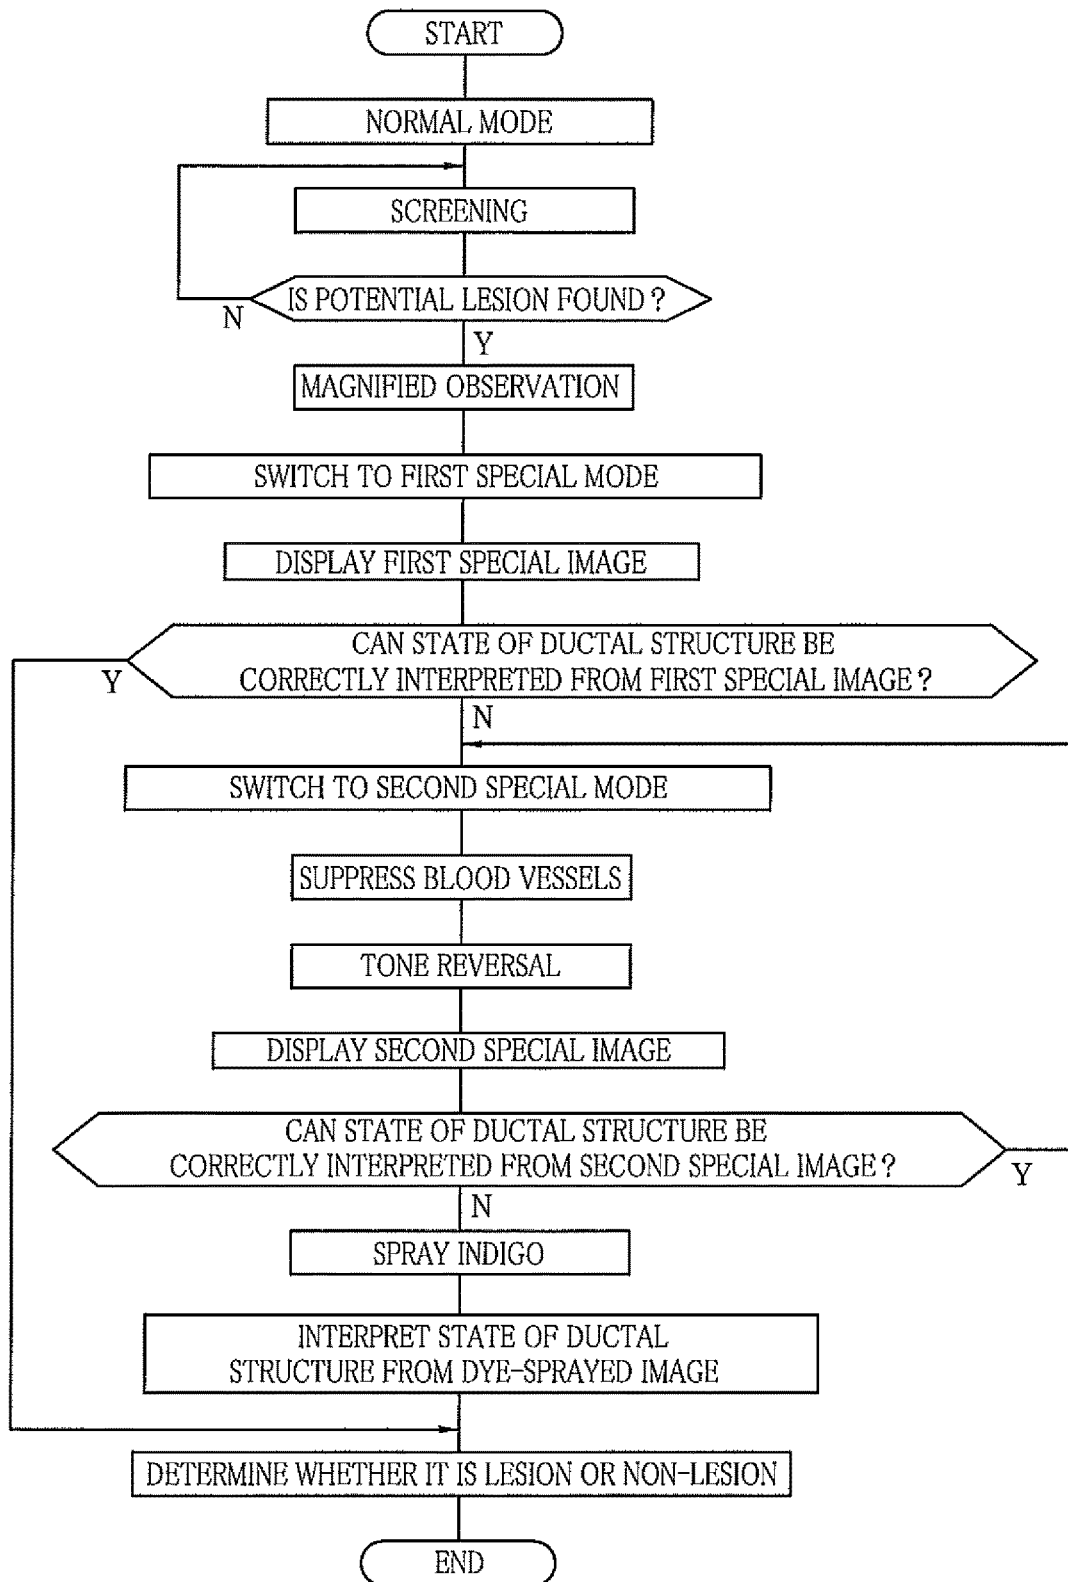 START
NORMAL MODE
SCREENING
IS POTENTIAL LESION FOUND?
N
Y
MAGNIFIED OBSERVATION
SWITCH TO FIRST SPECIAL MODE
DISPLAY FIRST SPECIAL IMAGE
CAN STATE OF DUCTAL STRUCTURE BE
CORRECTLY INTERPRETED FROM FIRST SPECIAL IMAGE?
Y
N
SWITCH TO SECOND SPECIAL MODE
SUPPRESS BLOOD VESSELS
TONE REVERSAL
DISPLAY SECOND SPECIAL IMAGE
CAN STATE OF DUCTAL STRUCTURE BE
CORRECTLY INTERPRETED FROM SECOND SPECIAL IMAGE?
Y
N
SPRAY INDIGO
INTERPRET STATE OF DUCTAL
STRUCTURE FROM DYE-SPRAYED IMAGE
DETERMINE WHETHER IT IS LESION OR NON-LESION
END